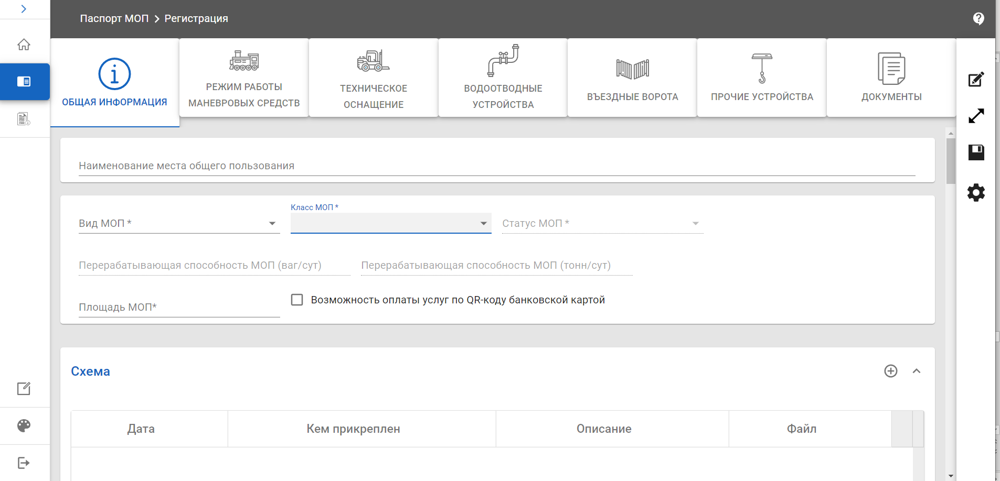 Паспорт МОП > Регистрация
ОБЩАЯ ИНФОРМАЦИЯ
РЕЖИМ РАБОТЫ
МАНЕВРОВЫХ СРЕДСТВ
ТЕХНИЧЕСКОЕ
ОСНАЩЕНИЕ
ВОДООТВОДНЫЕ
УСТРОЙСТВА
ВЪЕЗДНЫЕ ВОРОТА
ПРОЧИЕ УСТРОЙСТВА
ДОКУМЕНТЫ
Наименование места общего пользования
Вид МОП *
Класс МОП *
Статус МОП *
Перерабатывающая способность МОП (ваг/сут)
Перерабатывающая способность МОП (тонн/сут)
Площадь МОП*
Возможность оплаты услуг по QR-коду банковской картой
Схема
Дата
Кем прикреплен
Описание
Файл